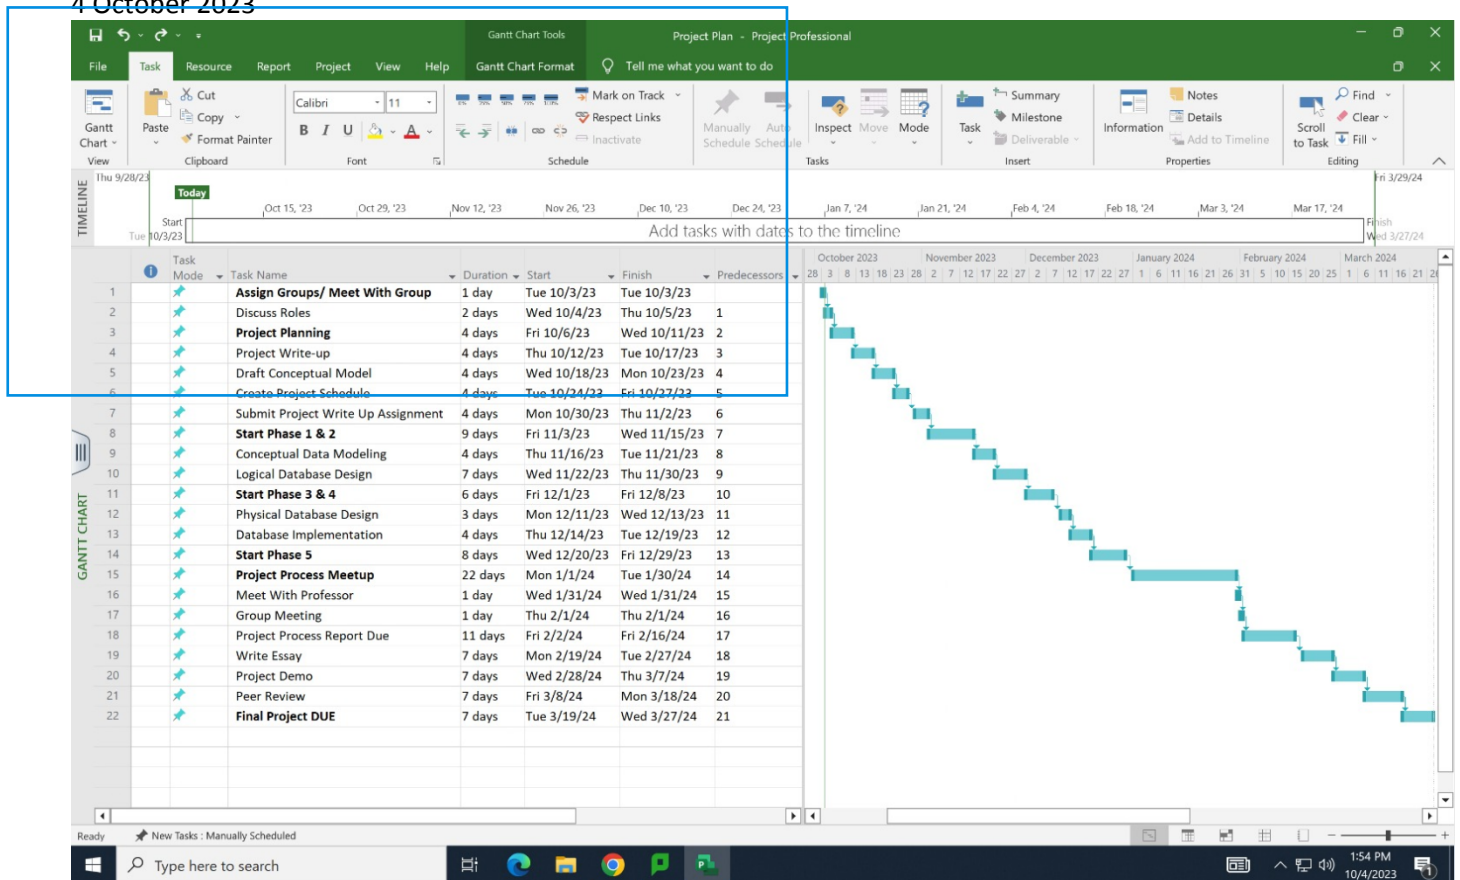 4 October 2023
Gantt Chart Tools
Project Plan - Project Professional
File Task Resource Report Project View Help Gantt Chart Format Tell me what you want to do
Gantt Chart
View
Paste
Cut
Copy
Format Painter
Clipboard
Calibri 11
B I U A
Font
0% 25% 50% 75% 100%
Mark on Track
Respect Links
Inactivate
Schedule
Manually Schedule
Auto Schedule
Inspect Move Mode
Tasks
Task
Summary
Milestone
Deliverable
Insert
Information
Notes
Details
Add to Timeline
Properties
Scroll to Task
Find
Clear
Fill
Editing
TIMELINE
Thu 9/28/23
Today
Fri 3/29/24
Oct 15, '23 Oct 29, '23 Nov 12, '23 Nov 26, '23 Dec 10, '23 Dec 24, '23 Jan 7, '24 Jan 21, '24 Feb 4, '24 Feb 18, '24 Mar 3, '24 Mar 17, '24
Start
Tue 10/3/23
Add tasks with dates to the timeline
Finish
Wed 3/27/24
Task Mode Task Name Duration Start Finish Predecessors
October 2023 November 2023 December 2023 January 2024 February 2024 March 2024
28 3 8 13 18 23 28 2 7 12 17 22 27 2 7 12 17 22 27 1 6 11 16 21 26 31 5 10 15 20 25 1 6 11 16 21
1 Assign Groups/ Meet With Group 1 day Tue 10/3/23 Tue 10/3/23
2 Discuss Roles 2 days Wed 10/4/23 Thu 10/5/23 1
3 Project Planning 4 days Fri 10/6/23 Wed 10/11/23 2
4 Project Write-up 4 days Thu 10/12/23 Tue 10/17/23 3
5 Draft Conceptual Model 4 days Wed 10/18/23 Mon 10/23/23 4
6 Create Project Schedule 4 days Tue 10/24/23 Fri 10/27/23 5
7 Submit Project Write Up Assignment 4 days Mon 10/30/23 Thu 11/2/23 6
8 Start Phase 1 & 2 9 days Fri 11/3/23 Wed 11/15/23 7
9 Conceptual Data Modeling 4 days Thu 11/16/23 Tue 11/21/23 8
10 Logical Database Design 7 days Wed 11/22/23 Thu 11/30/23 9
11 Start Phase 3 & 4 6 days Fri 12/1/23 Fri 12/8/23 10
12 Physical Database Design 3 days Mon 12/11/23 Wed 12/13/23 11
13 Database Implementation 4 days Thu 12/14/23 Tue 12/19/23 12
14 Start Phase 5 8 days Wed 12/20/23 Fri 12/29/23 13
15 Project Process Meetup 22 days Mon 1/1/24 Tue 1/30/24 14
16 Meet With Professor 1 day Wed 1/31/24 Wed 1/31/24 15
17 Group Meeting 1 day Thu 2/1/24 Thu 2/1/24 16
18 Project Process Report Due 11 days Fri 2/2/24 Fri 2/16/24 17
19 Write Essay 7 days Mon 2/19/24 Tue 2/27/24 18
20 Project Demo 7 days Wed 2/28/24 Thu 3/7/24 19
21 Peer Review 7 days Fri 3/8/24 Mon 3/18/24 20
22 Final Project DUE 7 days Tue 3/19/24 Wed 3/27/24 21
GANTT CHART
Ready New Tasks : Manually Scheduled
Type here to search
1:54 PM
10/4/2023